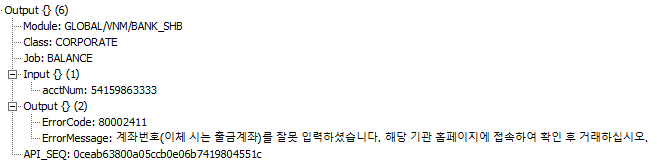 Output {} (6)
Module: GLOBAL/VNM/BANK_SHB
Class: CORPORATE
Job: BALANCE
Input {} (1)
acctNum: 54159863333
Output {} (2)
ErrorCode: 80002411
ErrorMessage: 계좌번호(이체 시는 출금계좌)를 잘못 입력하셨습니다. 해당 기관 홈페이지에 접속하여 확인 후 거래하십시오.
API_SEQ: 0ceab63800a05ccb0e06b7419804551c